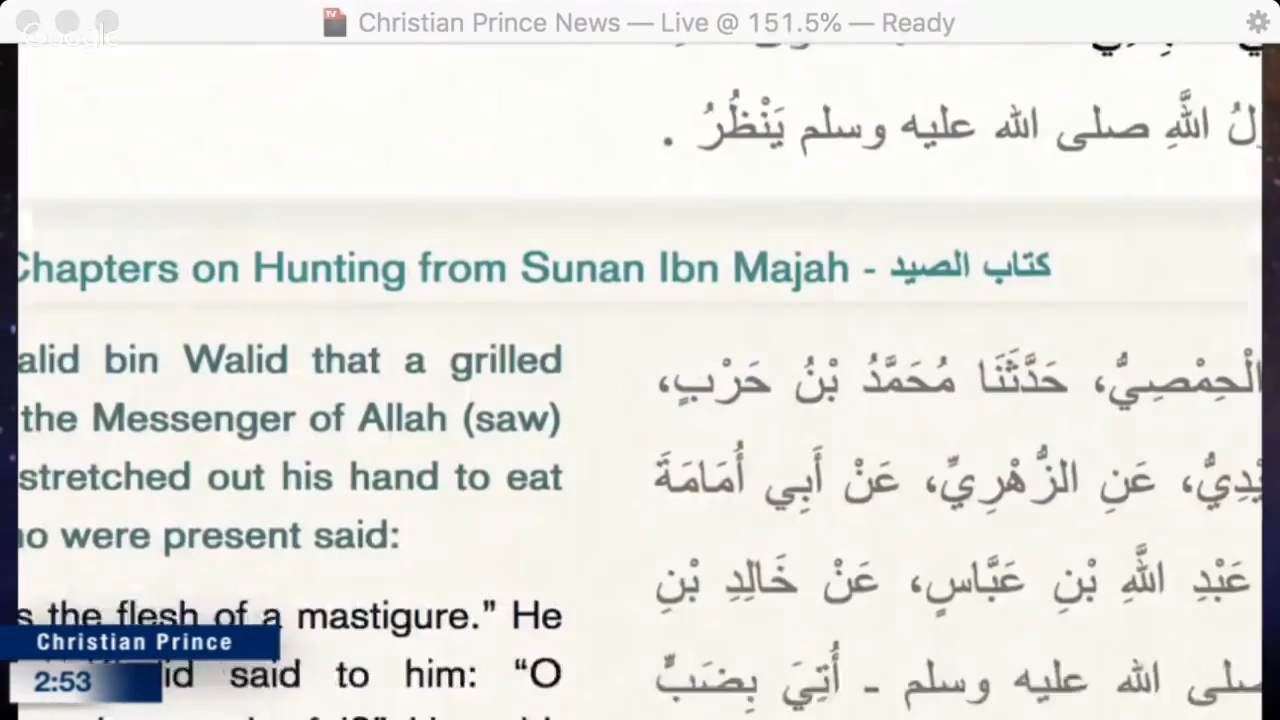 Christian Prince News — Live @ 151.5% — Ready
Google
لُ اللَّهِ صلى الله عليه وسلم يَنْظُرُ .
Chapters on Hunting from Sunan Ibn Majah - كتاب الصيد
alid bin Walid that a grilled
the Messenger of Allah (saw)
stretched out his hand to eat
no were present said:
s the flesh of a mastigure.” He
id said to him: “O
الْحِمْصِيُّ، حَدَّثَنَا مُحَمَّدُ بْنُ حَرْبٍ،
يْدِيُّ، عَنِ الزُّهْرِيِّ، عَنْ أَبِي أُمَامَةَ
عَبْدِ اللَّهِ بْنِ عَبَّاسٍ، عَنْ خَالِدِ بْنِ
صلى الله عليه وسلم ـ أُتِيَ بِضَبٍّ
Christian Prince
2:53